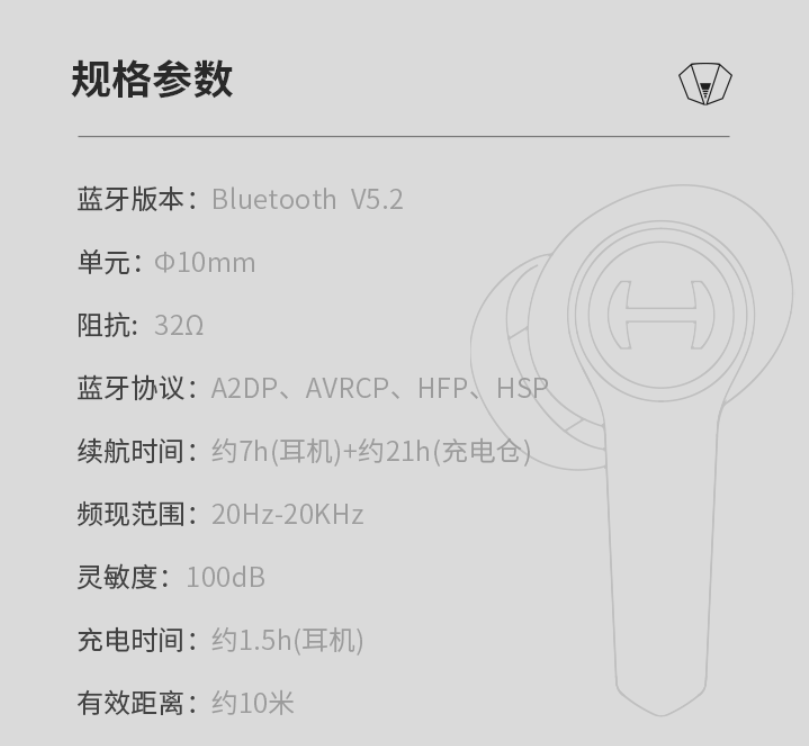 规格参数
蓝牙版本：Bluetooth V5.2
单元：Φ10mm
阻抗: 32Ω
蓝牙协议：A2DP、AVRCP、HFP、HSP
续航时间：约7h(耳机)+约21h(充电仓)
频现范围：20Hz-20KHz
灵敏度：100dB
充电时间：约1.5h(耳机)
有效距离：约10米